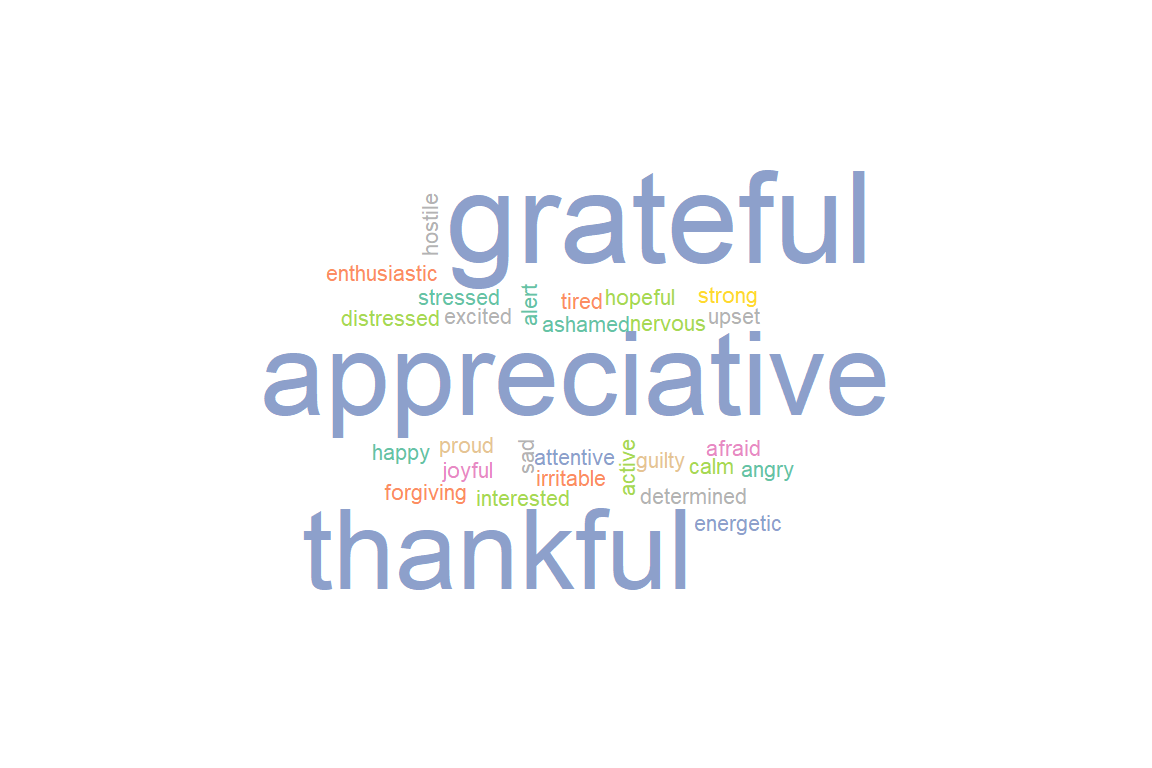 hostile
grateful
enthusiastic
stressed
alert
tired
hopeful
strong
distressed
excited
ashamed
nervous
upset
appreciative
happy
proud
sad
attentive
active
guilty
afraid
joyful
irritable
calm
angry
forgiving
interested
determined
thankful
energetic